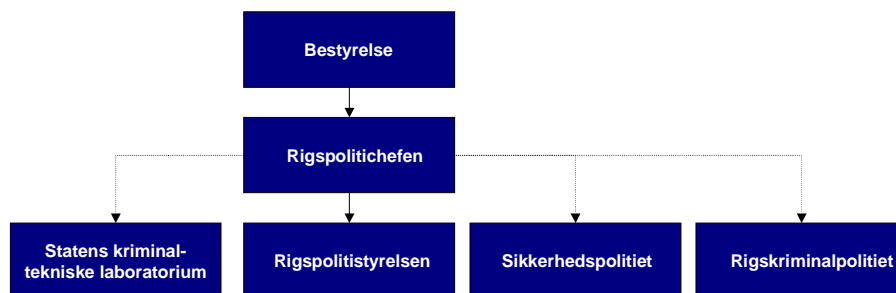 Bestyrelse
Rigspolitichefen
Statens kriminal-
tekniske laboratorium
Rigspolitistyrelsen
Sikkerhedspolitiet
Rigskriminalpolitiet